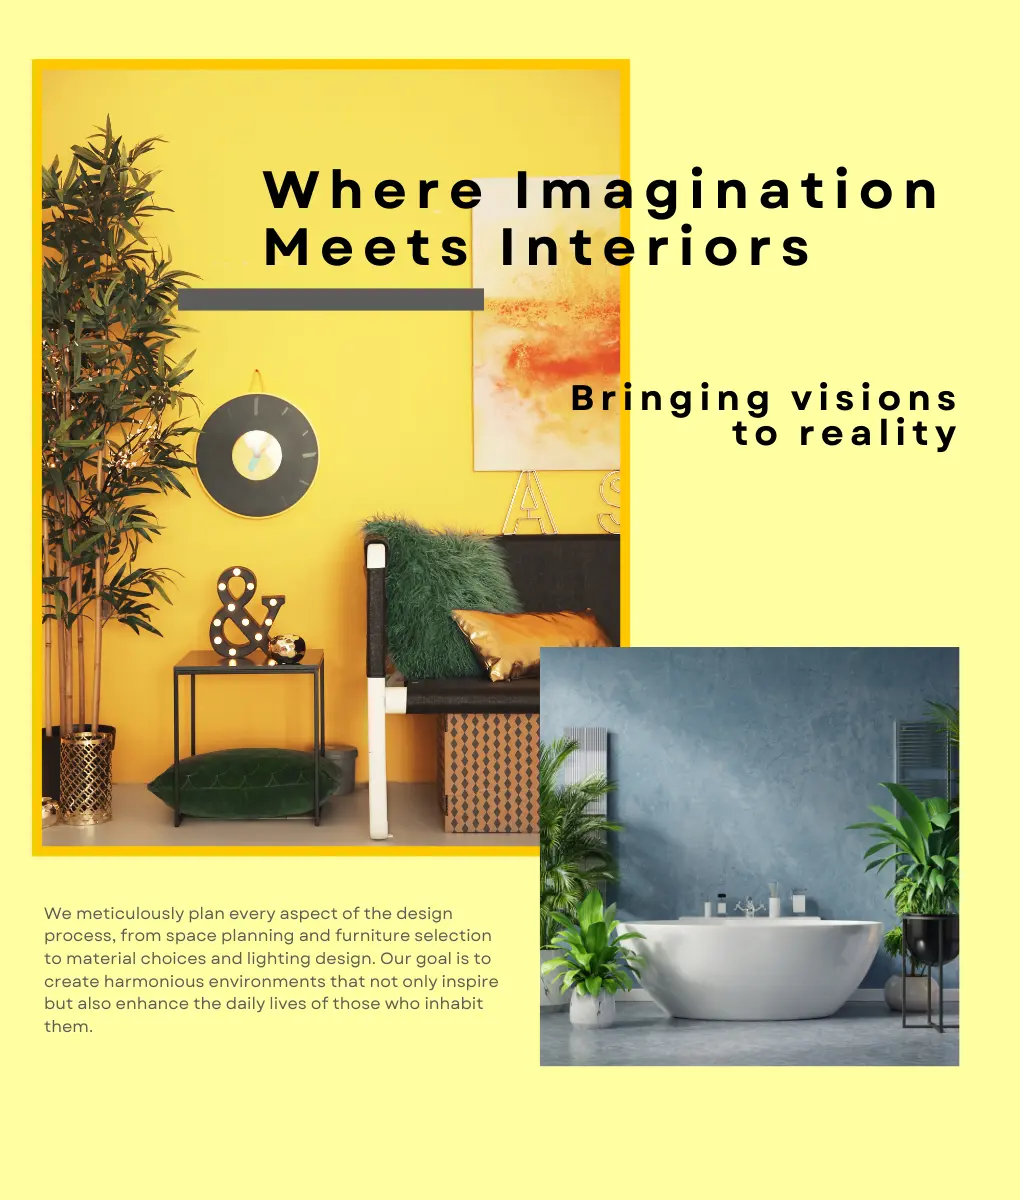 Where Imagination
Meets Interiors
Bringing visions
to reality
A S
&
We meticulously plan every aspect of the design
process, from space planning and furniture selection
to material choices and lighting design. Our goal is to
create harmonious environments that not only inspire
but also enhance the daily lives of those who inhabit
them.